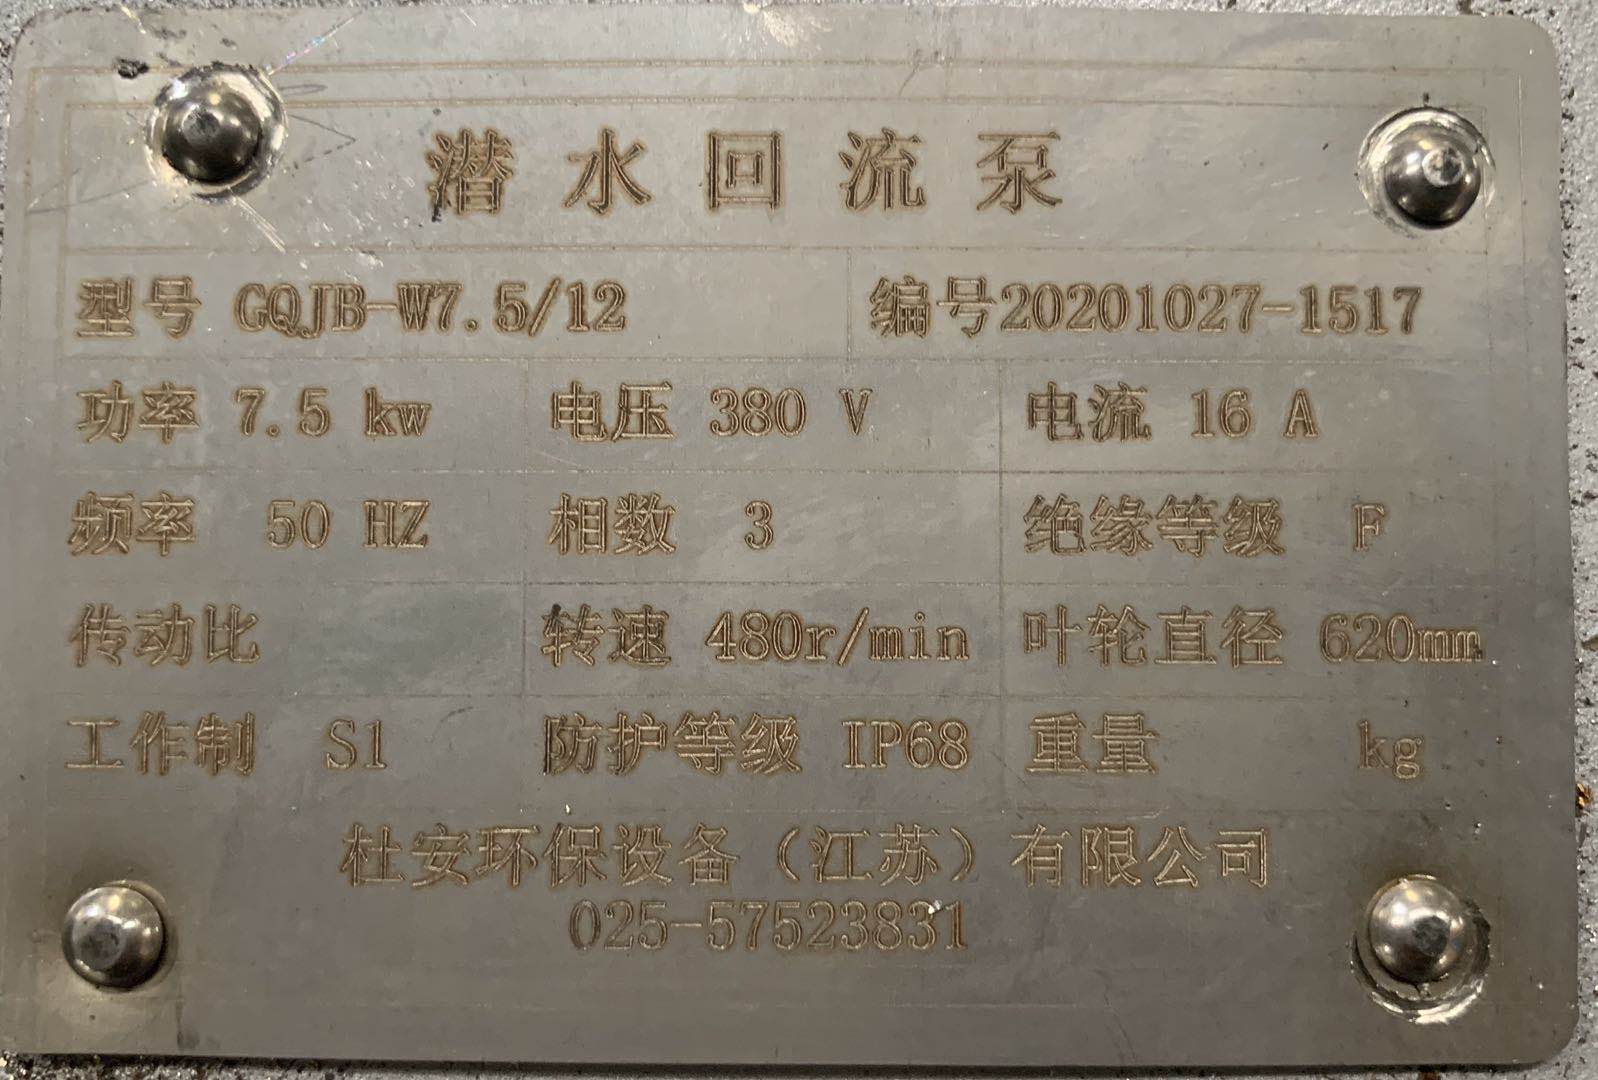 潜水回流泵
型号 GQJB-W7.5/12 编号20201027-1517
功率 7.5 kw 电压 380 V 电流 16 A
频率 50 HZ 相数 3 绝缘等级 F
传动比 转速 480r/min 叶轮直径 620mm
工作制 S1 防护等级 IP68 重量 kg
杜安环保设备（江苏）有限公司
025-57523831